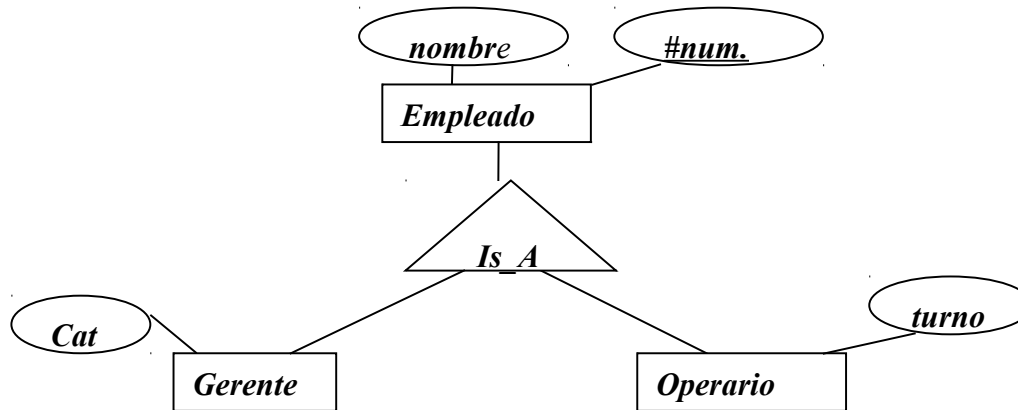 nombre
#num.
Empleado
Is_A
Cat
turno
Gerente
Operario